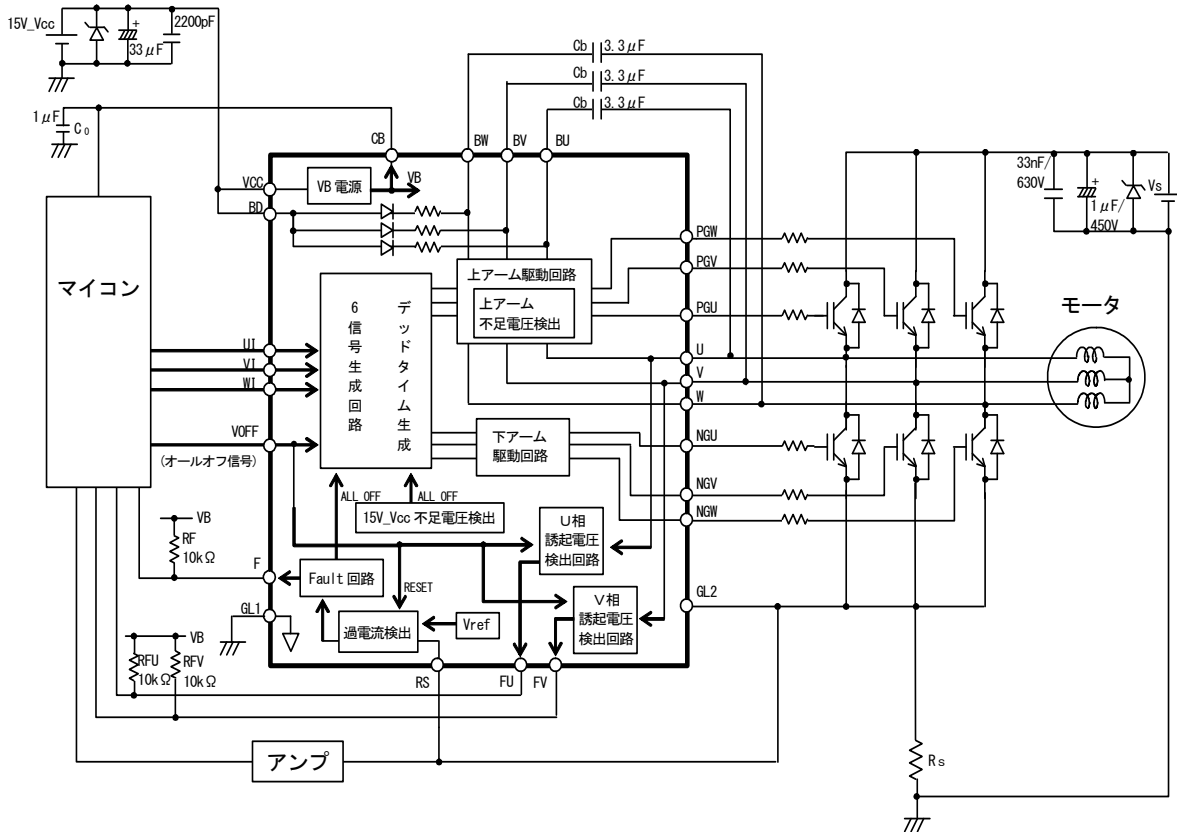 15V_Vcc
33μF
2200pF
Cb 3.3μF
Cb 3.3μF
Cb 3.3μF
1μF
C₀
CB
BW
BV
BU
33nF/
630V
1μF/
450V
Vs
VCC
BD
VB 電源
VB
マイコン
6信号生成回路
デッドタイム生成
上アーム駆動回路
上アーム
不足電圧検出
PGW
PGV
PGU
モータ
UI
VI
WI
VOFF
(オールオフ信号)
U
V
W
下アーム
駆動回路
NGU
NGV
NGW
ALL OFF
ALL OFF
15V_Vcc 不足電圧検出
U相
誘起電圧
検出回路
VB
RF
10kΩ
F
Fault 回路
RESET
GL1
過電流検出
Vref
V相
誘起電圧
検出回路
GL2
VB
RFU
10kΩ
RFV
10kΩ
RS
FU
FV
アンプ
Rs